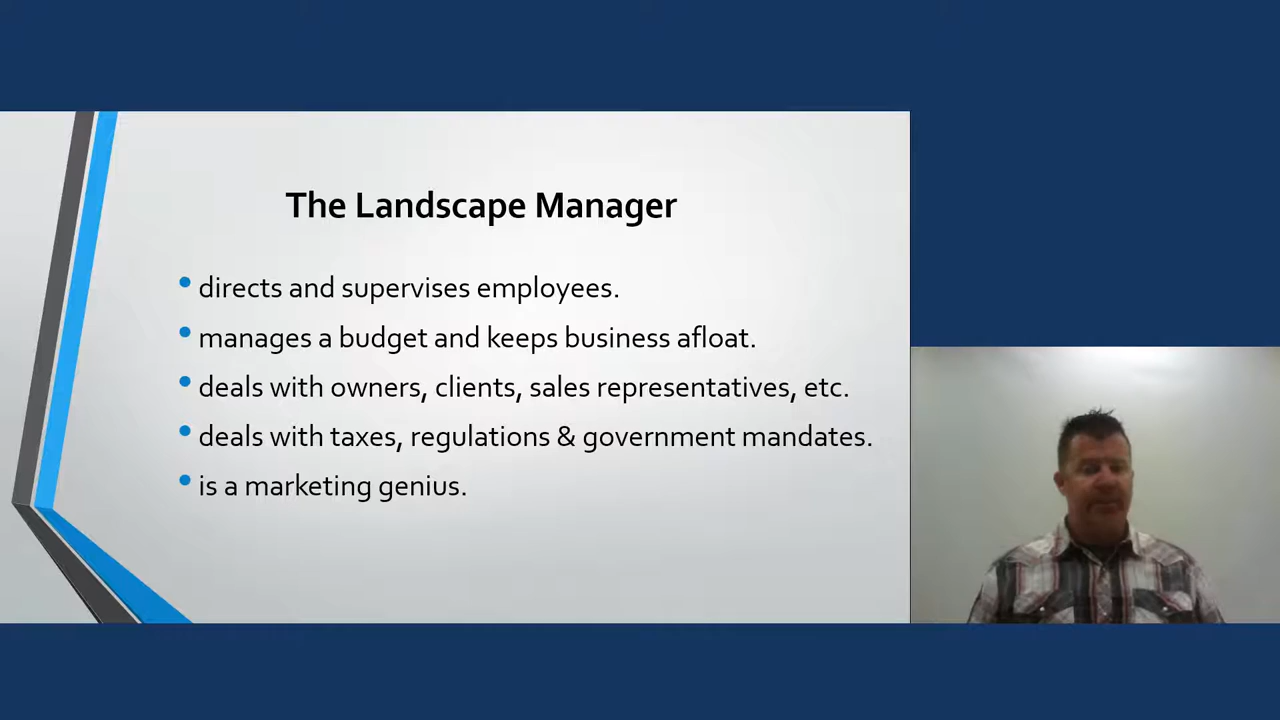 The Landscape Manager
• directs and supervises employees.
• manages a budget and keeps business afloat.
• deals with owners, clients, sales representatives, etc.
• deals with taxes, regulations & government mandates.
• is a marketing genius.